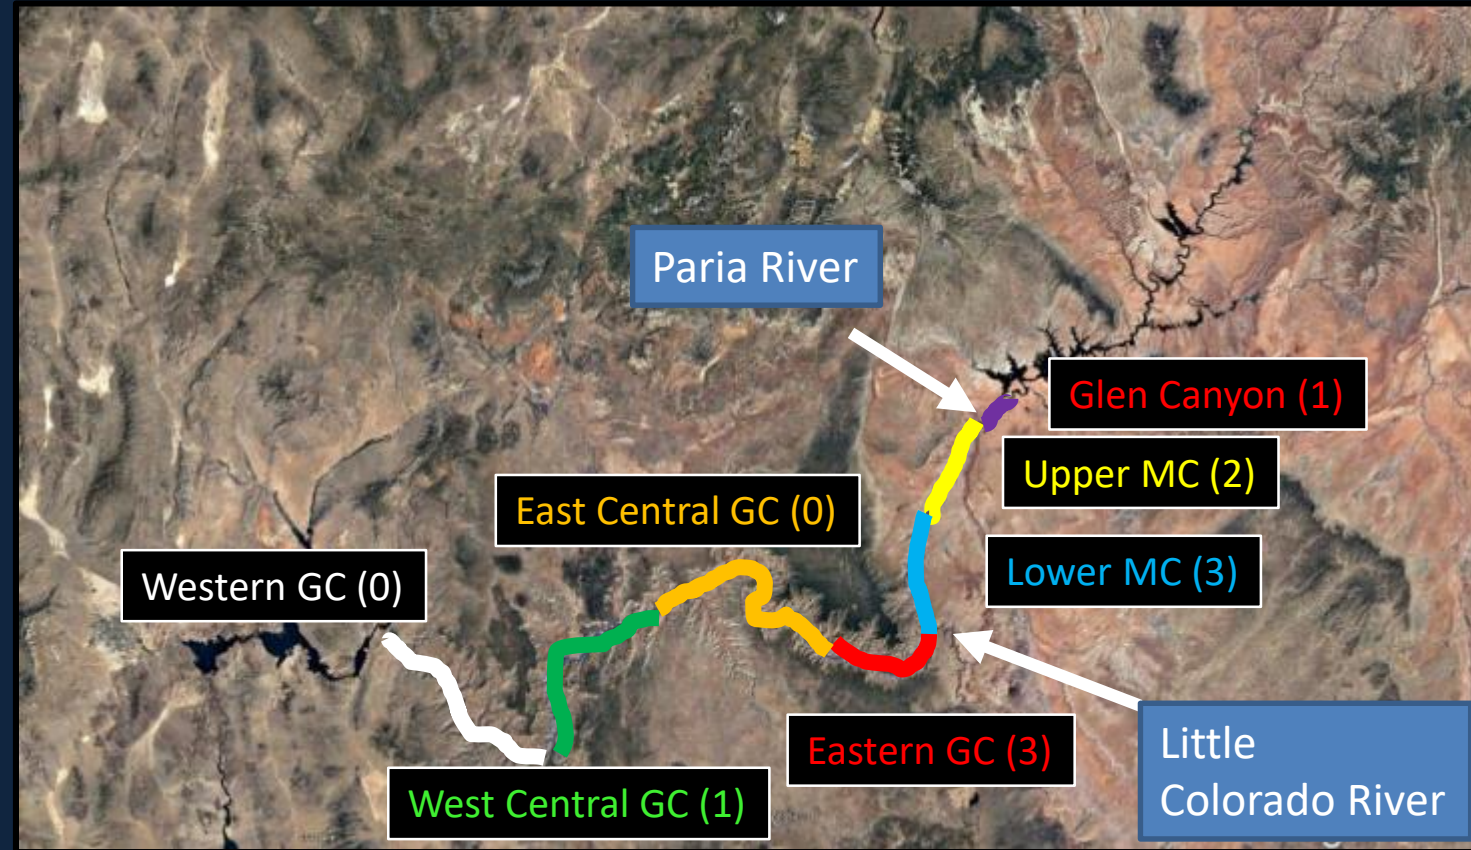 Paria River
Glen Canyon (1)
Upper MC (2)
East Central GC (0)
Western GC (0)
Lower MC (3)
Eastern GC (3)
Little
Colorado River
West Central GC (1)